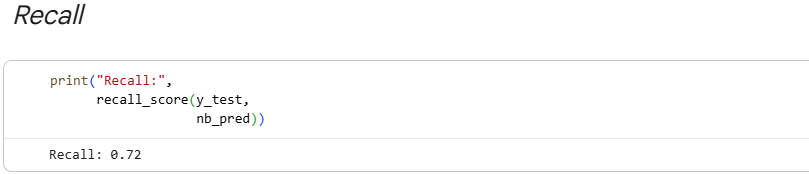 Recall
print("Recall:",
recall_score(y_test,
nb_pred))
Recall: 0.72